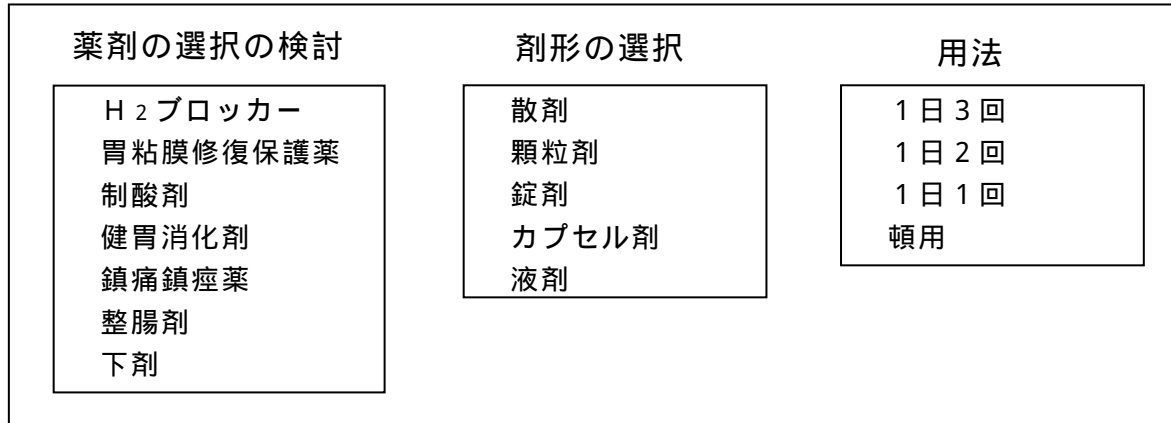 薬剤の選択の検討
H2ブロッカー
胃粘膜修復保護薬
制酸剤
健胃消化剤
鎮痛鎮痙薬
整腸剤
下剤
剤形の選択
散剤
顆粒剤
錠剤
カプセル剤
液剤
用法
1日3回
1日2回
1日1回
頓用